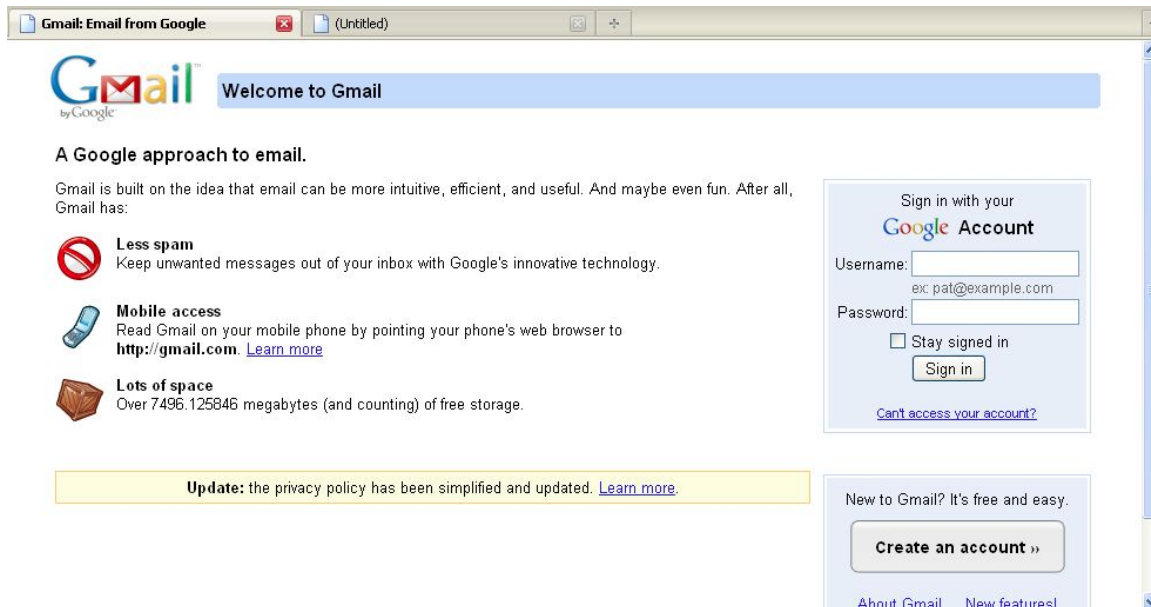 Gmail: Email from Google
(Untitled)
Gmail™
by Google™
Welcome to Gmail
A Google approach to email.
Gmail is built on the idea that email can be more intuitive, efficient, and useful. And maybe even fun. After all,
Gmail has:
Less spam
Keep unwanted messages out of your inbox with Google's innovative technology.
Mobile access
Read Gmail on your mobile phone by pointing your phone's web browser to
http://gmail.com. Learn more
Lots of space
Over 7496.125846 megabytes (and counting) of free storage.
Update: the privacy policy has been simplified and updated. Learn more.
Sign in with your
Google Account
Username:
ex: pat@example.com
Password:
Stay signed in
Sign in
Can't access your account?
New to Gmail? It's free and easy.
Create an account ››
About Gmail New features!